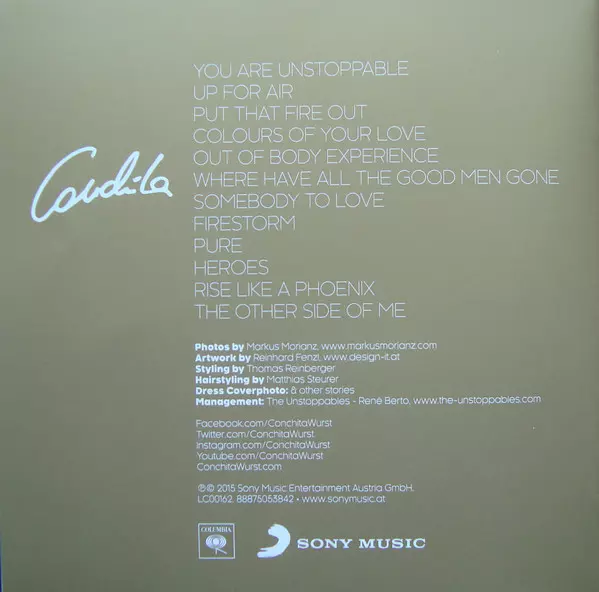 Conchita
YOU ARE UNSTOPPABLE
UP FOR AIR
PUT THAT FIRE OUT
COLOURS OF YOUR LOVE
OUT OF BODY EXPERIENCE
WHERE HAVE ALL THE GOOD MEN GONE
SOMEBODY TO LOVE
FIRESTORM
PURE
HEROES
RISE LIKE A PHOENIX
THE OTHER SIDE OF ME
Photos by Markus Morianz, www.markusmorianz.com
Artwork by Reinhard Fenzl, www.design-it.at
Styling by Thomas Reinberger
Hairstyling by Matthias Steurer
Dress Coverphoto: & other stories
Management: The Unstoppables - René Berto, www.the-unstoppables.com
Facebook.com/ConchitaWurst
Twitter.com/ConchitaWurst
Instagram.com/ConchitaWurst
Youtube.com/ConchitaWurst
ConchitaWurst.com
℗© 2015 Sony Music Entertainment Austria GmbH.
LC00162. 88875053842 • www.sonymusic.at
COLUMBIA
SONY MUSIC